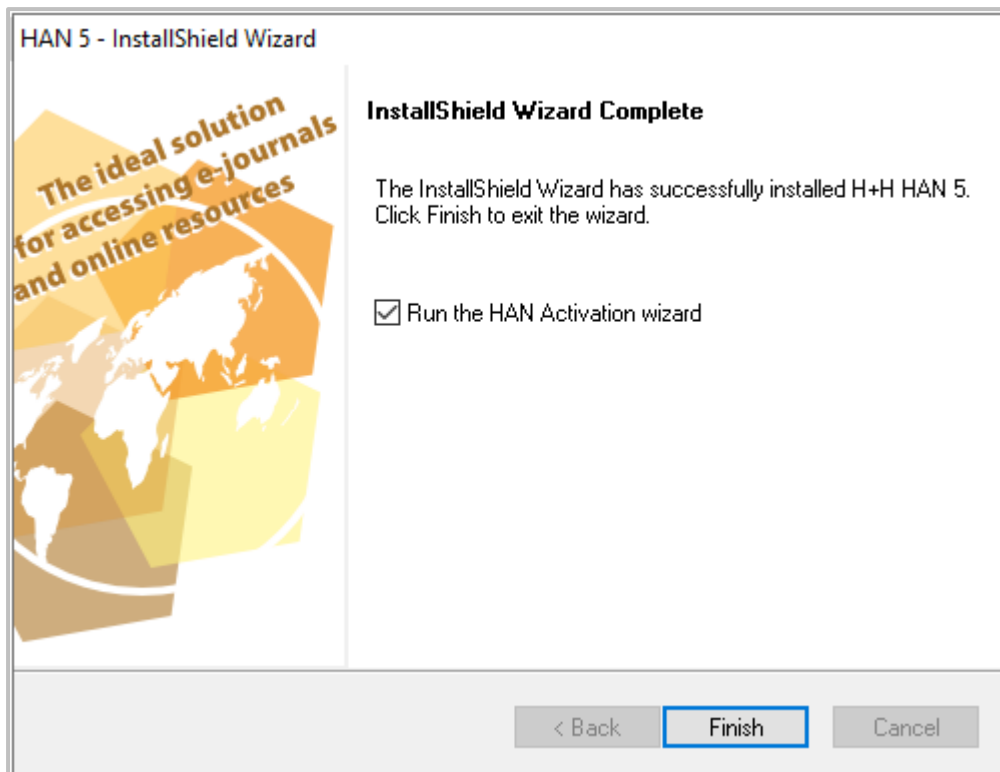 HAN 5 - InstallShield Wizard
The ideal solution
for accessing e-journals
and online resources
InstallShield Wizard Complete
The InstallShield Wizard has successfully installed H+H HAN 5.
Click Finish to exit the wizard.
Run the HAN Activation wizard
< Back
Finish
Cancel